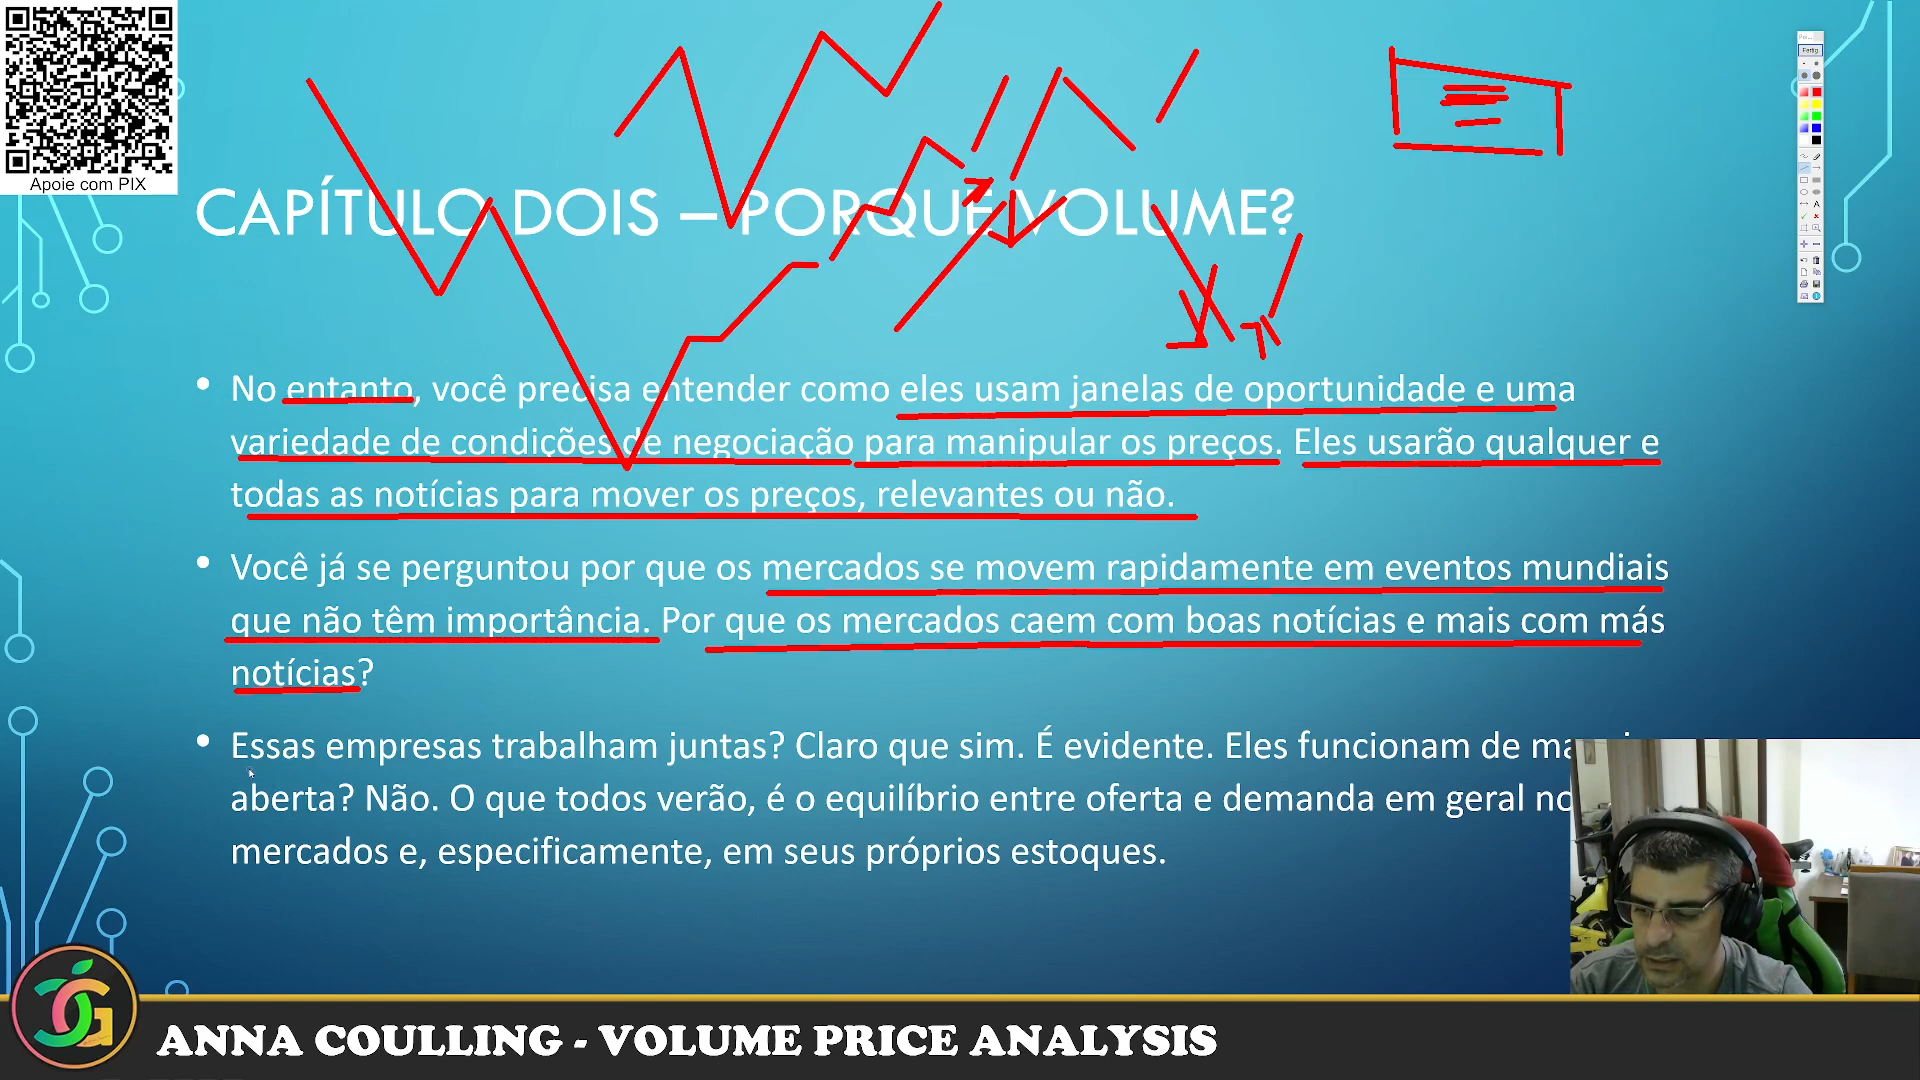 Apoie com PIX
Fertig
CAPÍTULO DOIS – PORQUE VOLUME?
• No entanto, você precisa entender como eles usam janelas de oportunidade e uma
variedade de condições de negociação para manipular os preços. Eles usarão qualquer e
todas as notícias para mover os preços, relevantes ou não.
• Você já se perguntou por que os mercados se movem rapidamente em eventos mundiais
que não têm importância. Por que os mercados caem com boas notícias e mais com más
notícias?
• Essas empresas trabalham juntas? Claro que sim. É evidente. Eles funcionam de
aberta? Não. O que todos verão, é o equilíbrio entre oferta e demanda em geral
mercados e, especificamente, em seus próprios estoques.
ANNA COULLING - VOLUME PRICE ANALYSIS